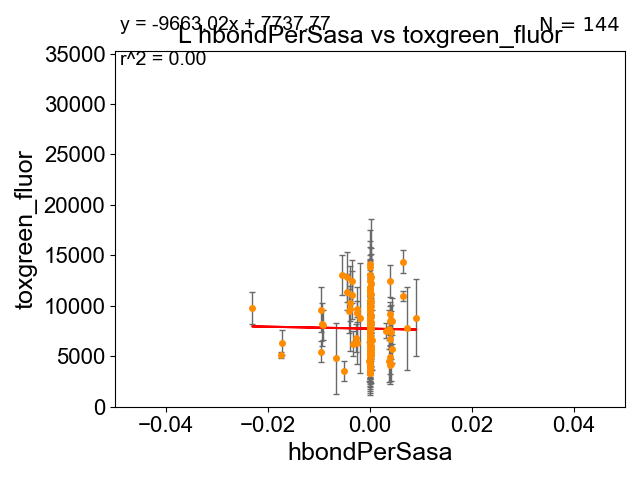 y = -9663.02x + 7737.77
N = 144
L hbondPerSasa vs toxgreen_fluor
r^2 = 0.00
35000
30000
25000
20000
15000
10000
5000
0
toxgreen_fluor
−0.04
−0.02
0.00
0.02
0.04
hbondPerSasa